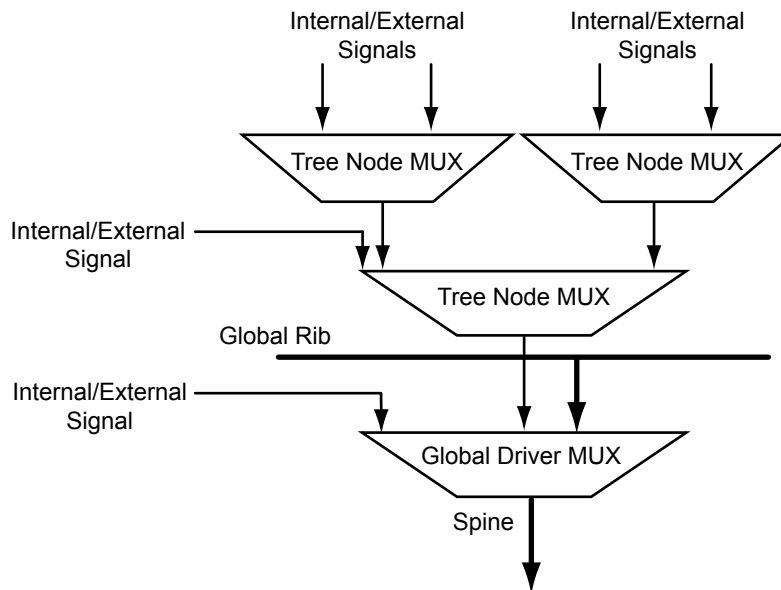 Internal/External
Signals
Internal/External
Signals
Tree Node MUX
Tree Node MUX
Internal/External
Signal
Tree Node MUX
Global Rib
Internal/External
Signal
Global Driver MUX
Spine